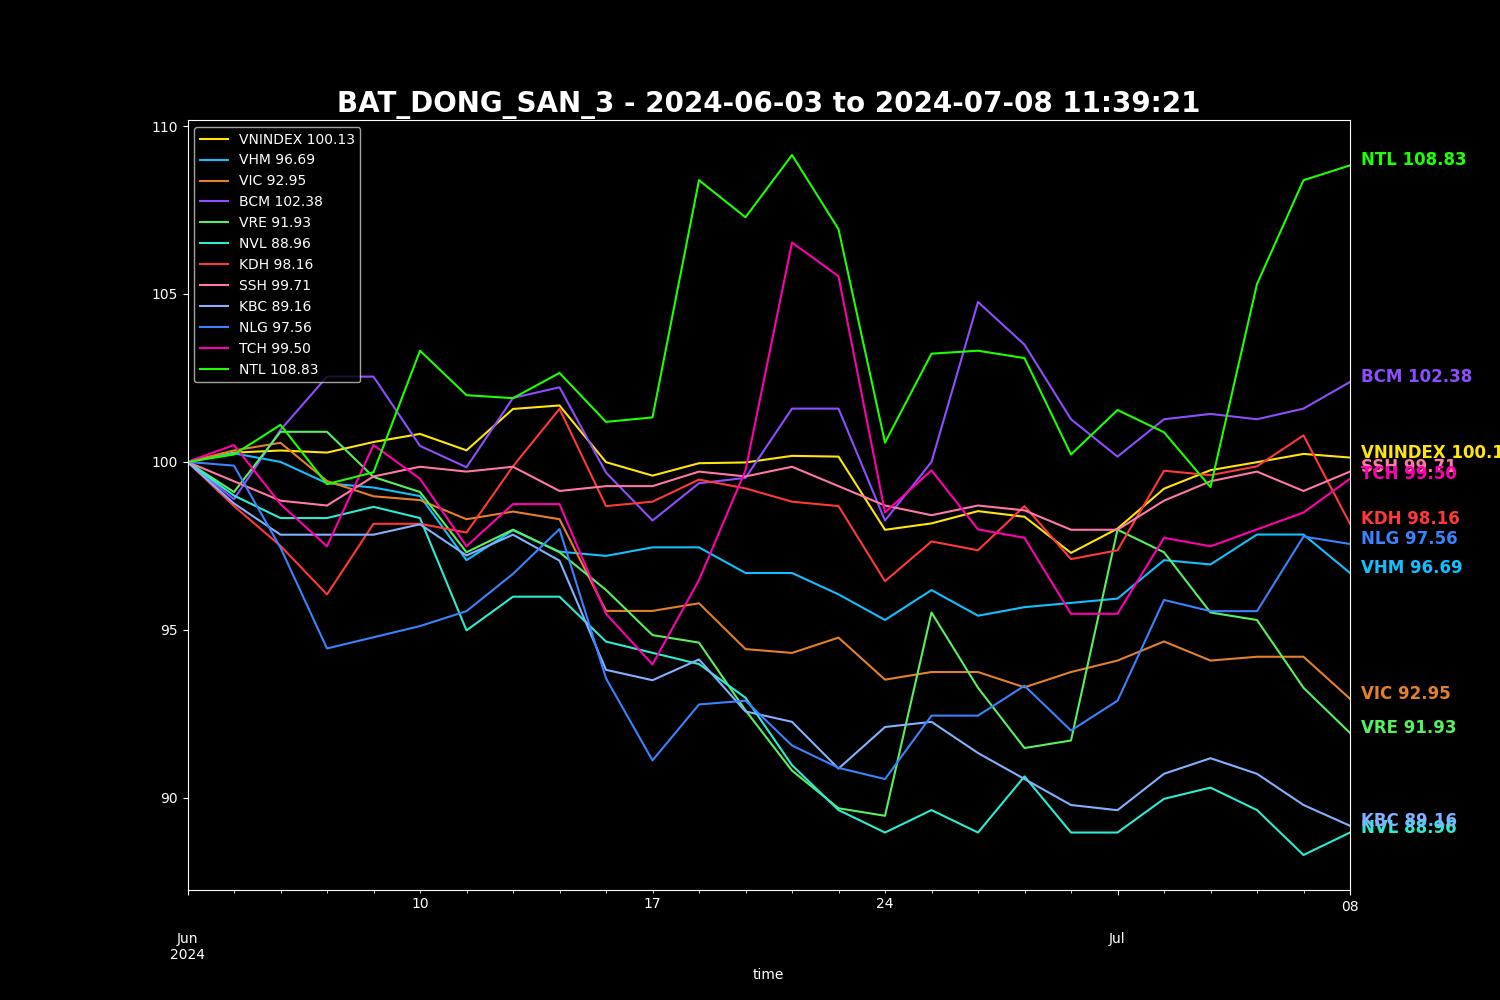 BAT_DONG_SAN_3 - 2024-06-03 to 2024-07-08 11:39:21
110
105
100
95
90
VNINDEX 100.13
VHM 96.69
VIC 92.95
BCM 102.38
VRE 91.93
NVL 88.96
KDH 98.16
SSH 99.71
KBC 89.16
NLG 97.56
TCH 99.50
NTL 108.83
NTL 108.83
BCM 102.38
VNINDEX 100.1
SSH 99.71
TCH 99.50
KDH 98.16
NLG 97.56
VHM 96.69
VIC 92.95
VRE 91.93
KBC 89.16
NVL 88.96
10
17
24
08
Jun
2024
Jul
time